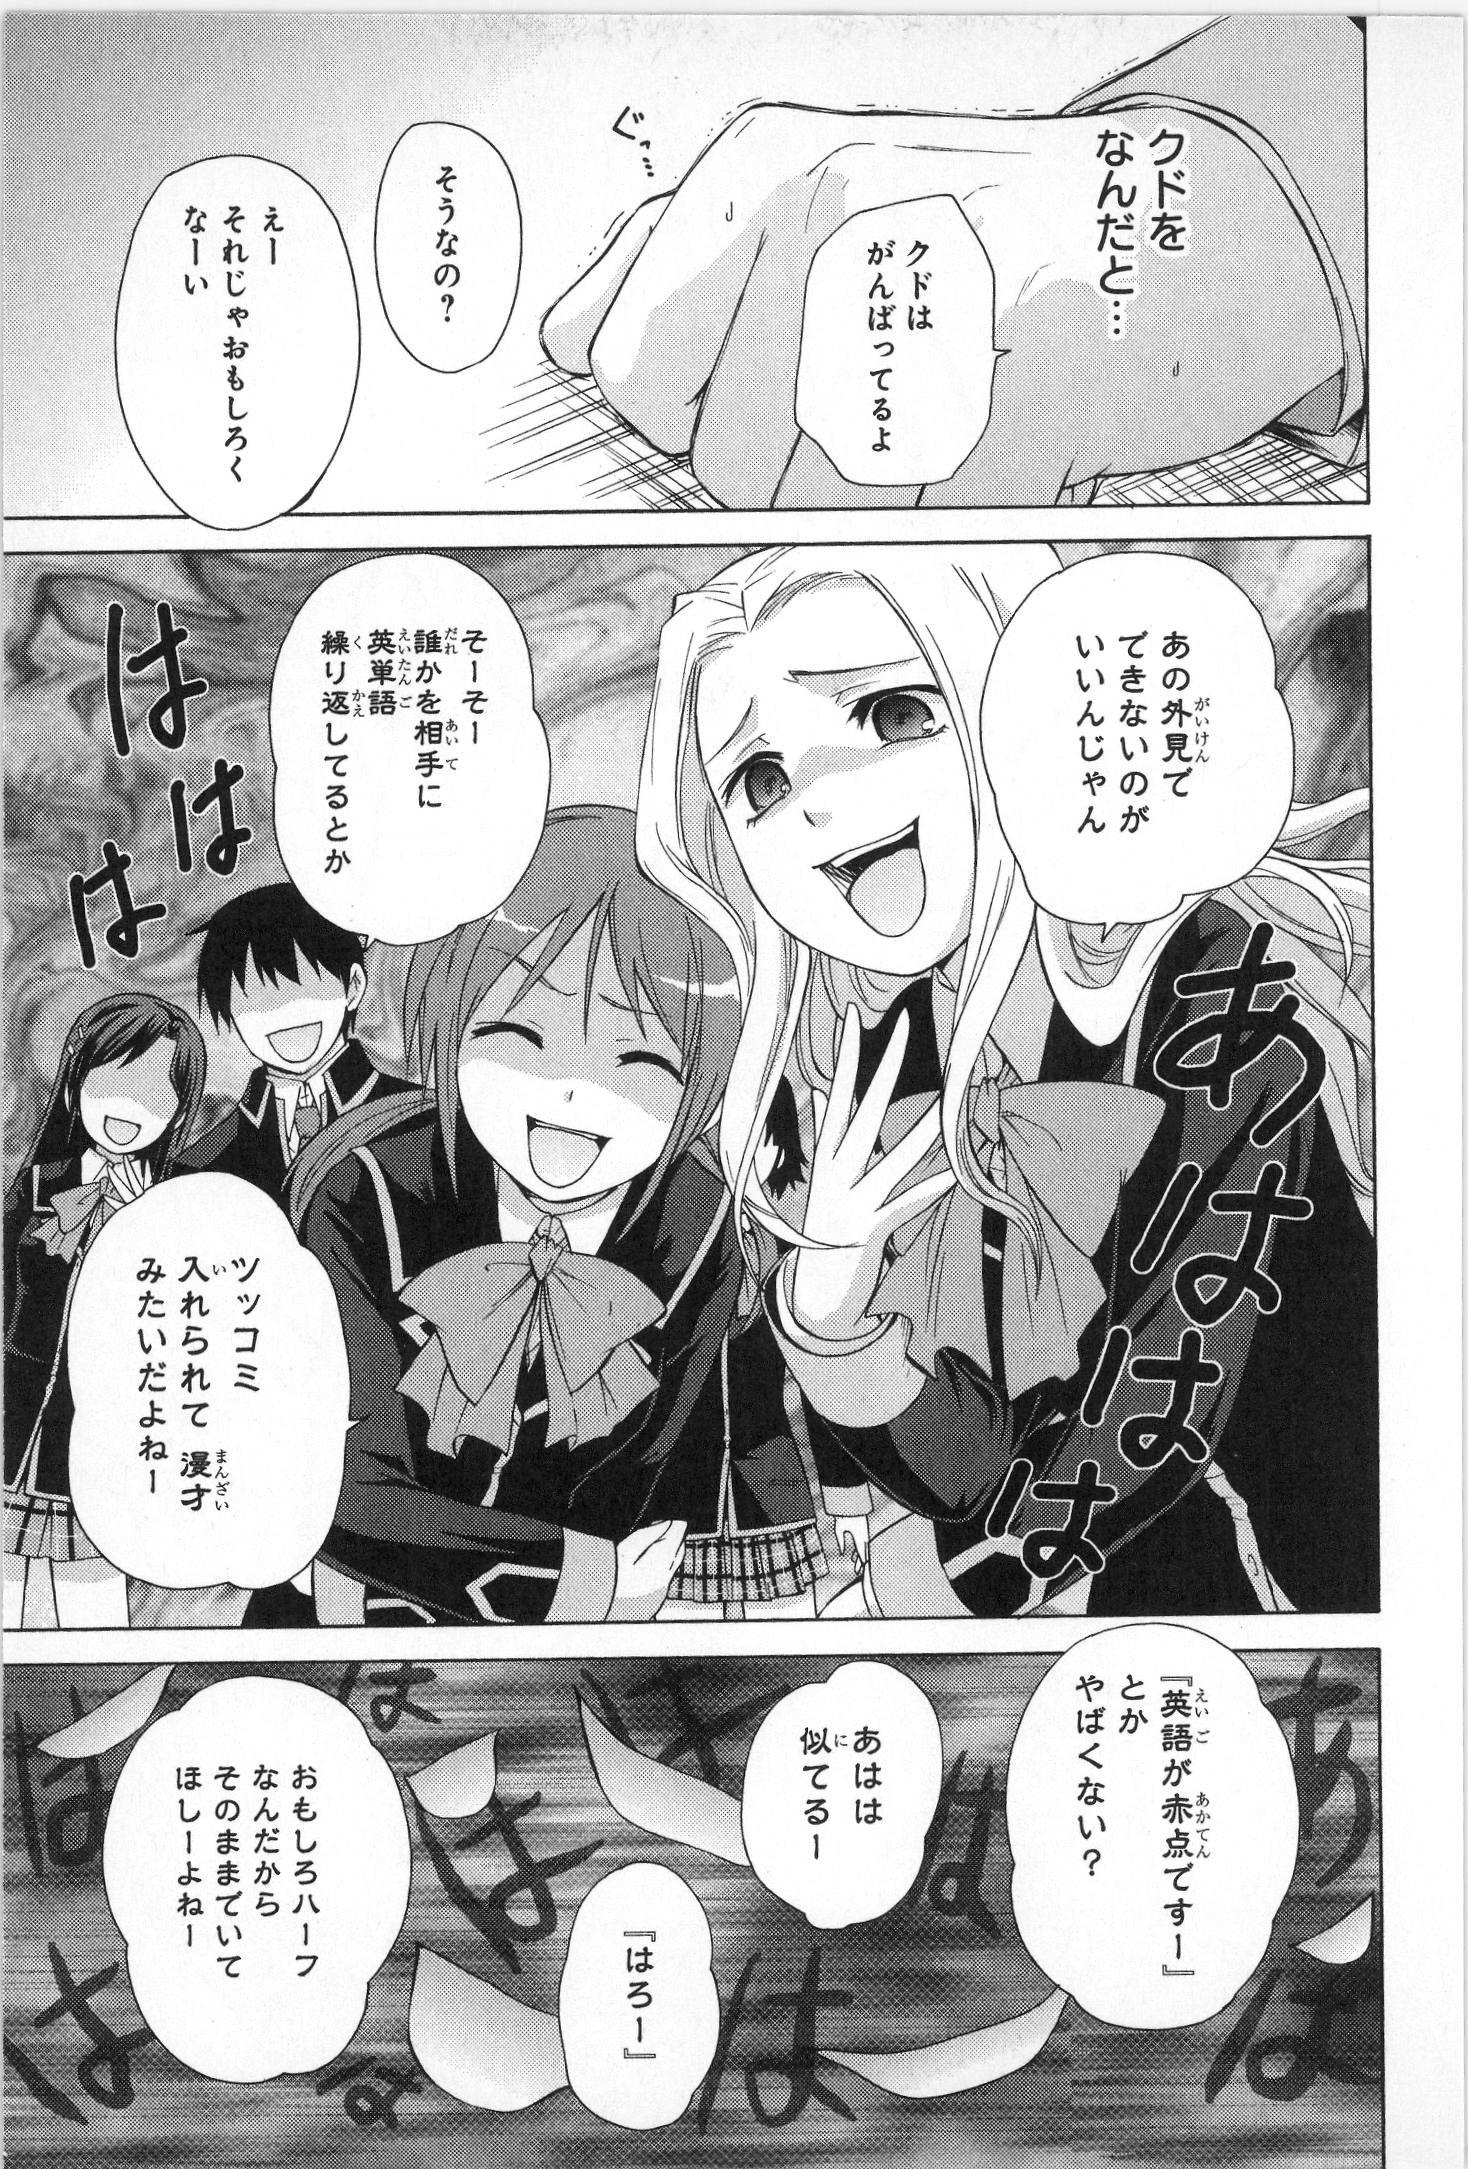 クドを
なんだと…
クドは
がんばってるよ
ぐっ…
そうなの？
えー
それじゃおもしろく
なーい
あの外見で
できないのが
いいんじゃん
そーそー
誰かを相手に
英単語
繰り返してるとか
あははははは
ははは
ツッコミ
入れられて漫才
みたいだよねー
『英語が赤点ですー』
とか
やばくない？
あはは
似てるー
『はろー』
おもしろハーフ
なんだから
そのままでいて
ほしーよねー